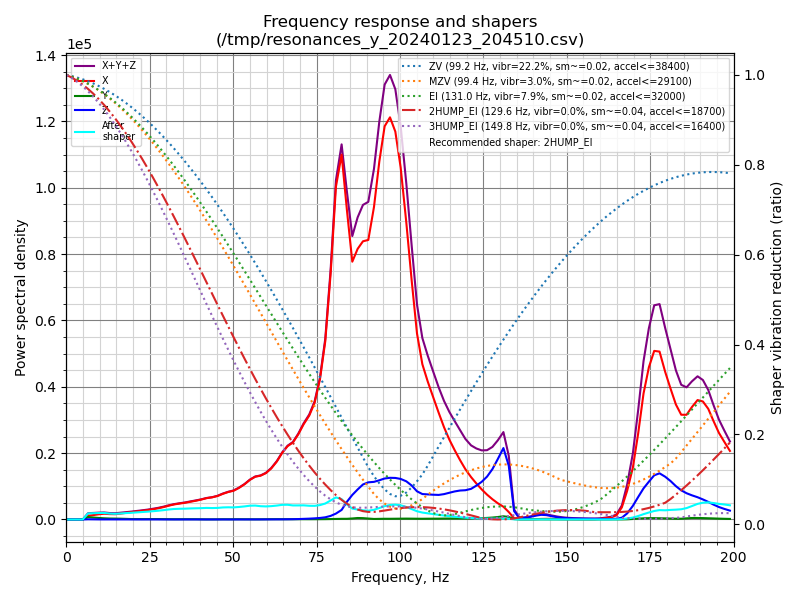 Frequency response and shapers
(/tmp/resonances_y_20240123_204510.csv)
1e5
X+Y+Z
X
Y
Z
After
shaper
ZV (99.2 Hz, vibr=22.2%, sm~=0.02, accel<=38400)
MZV (99.4 Hz, vibr=3.0%, sm~=0.02, accel<=29100)
EI (131.0 Hz, vibr=7.9%, sm~=0.02, accel<=32000)
2HUMP_EI (129.6 Hz, vibr=0.0%, sm~=0.04, accel<=18700)
3HUMP_EI (149.8 Hz, vibr=0.0%, sm~=0.04, accel<=16400)
Recommended shaper: 2HUMP_EI
Power spectral density
1.4
1.2
1.0
0.8
0.6
0.4
0.2
0.0
Shaper vibration reduction (ratio)
1.0
0.8
0.6
0.4
0.2
0.0
0 25 50 75 100 125 150 175 200
Frequency, Hz